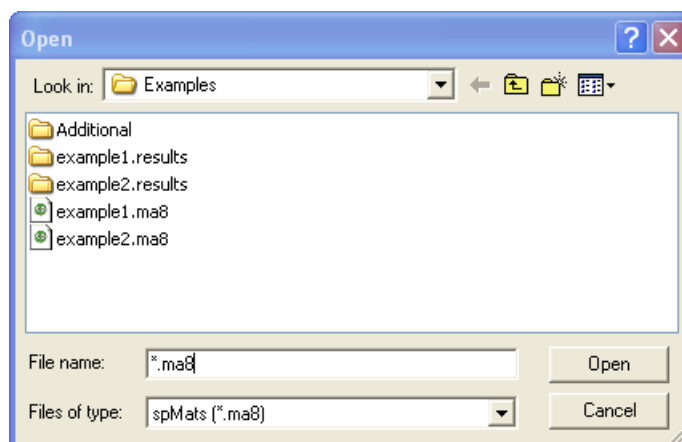 Open
Look in: Examples
Additional
example1.results
example2.results
example1.ma8
example2.ma8
File name: *.ma8 Open
Files of type: spMats (*.ma8) Cancel